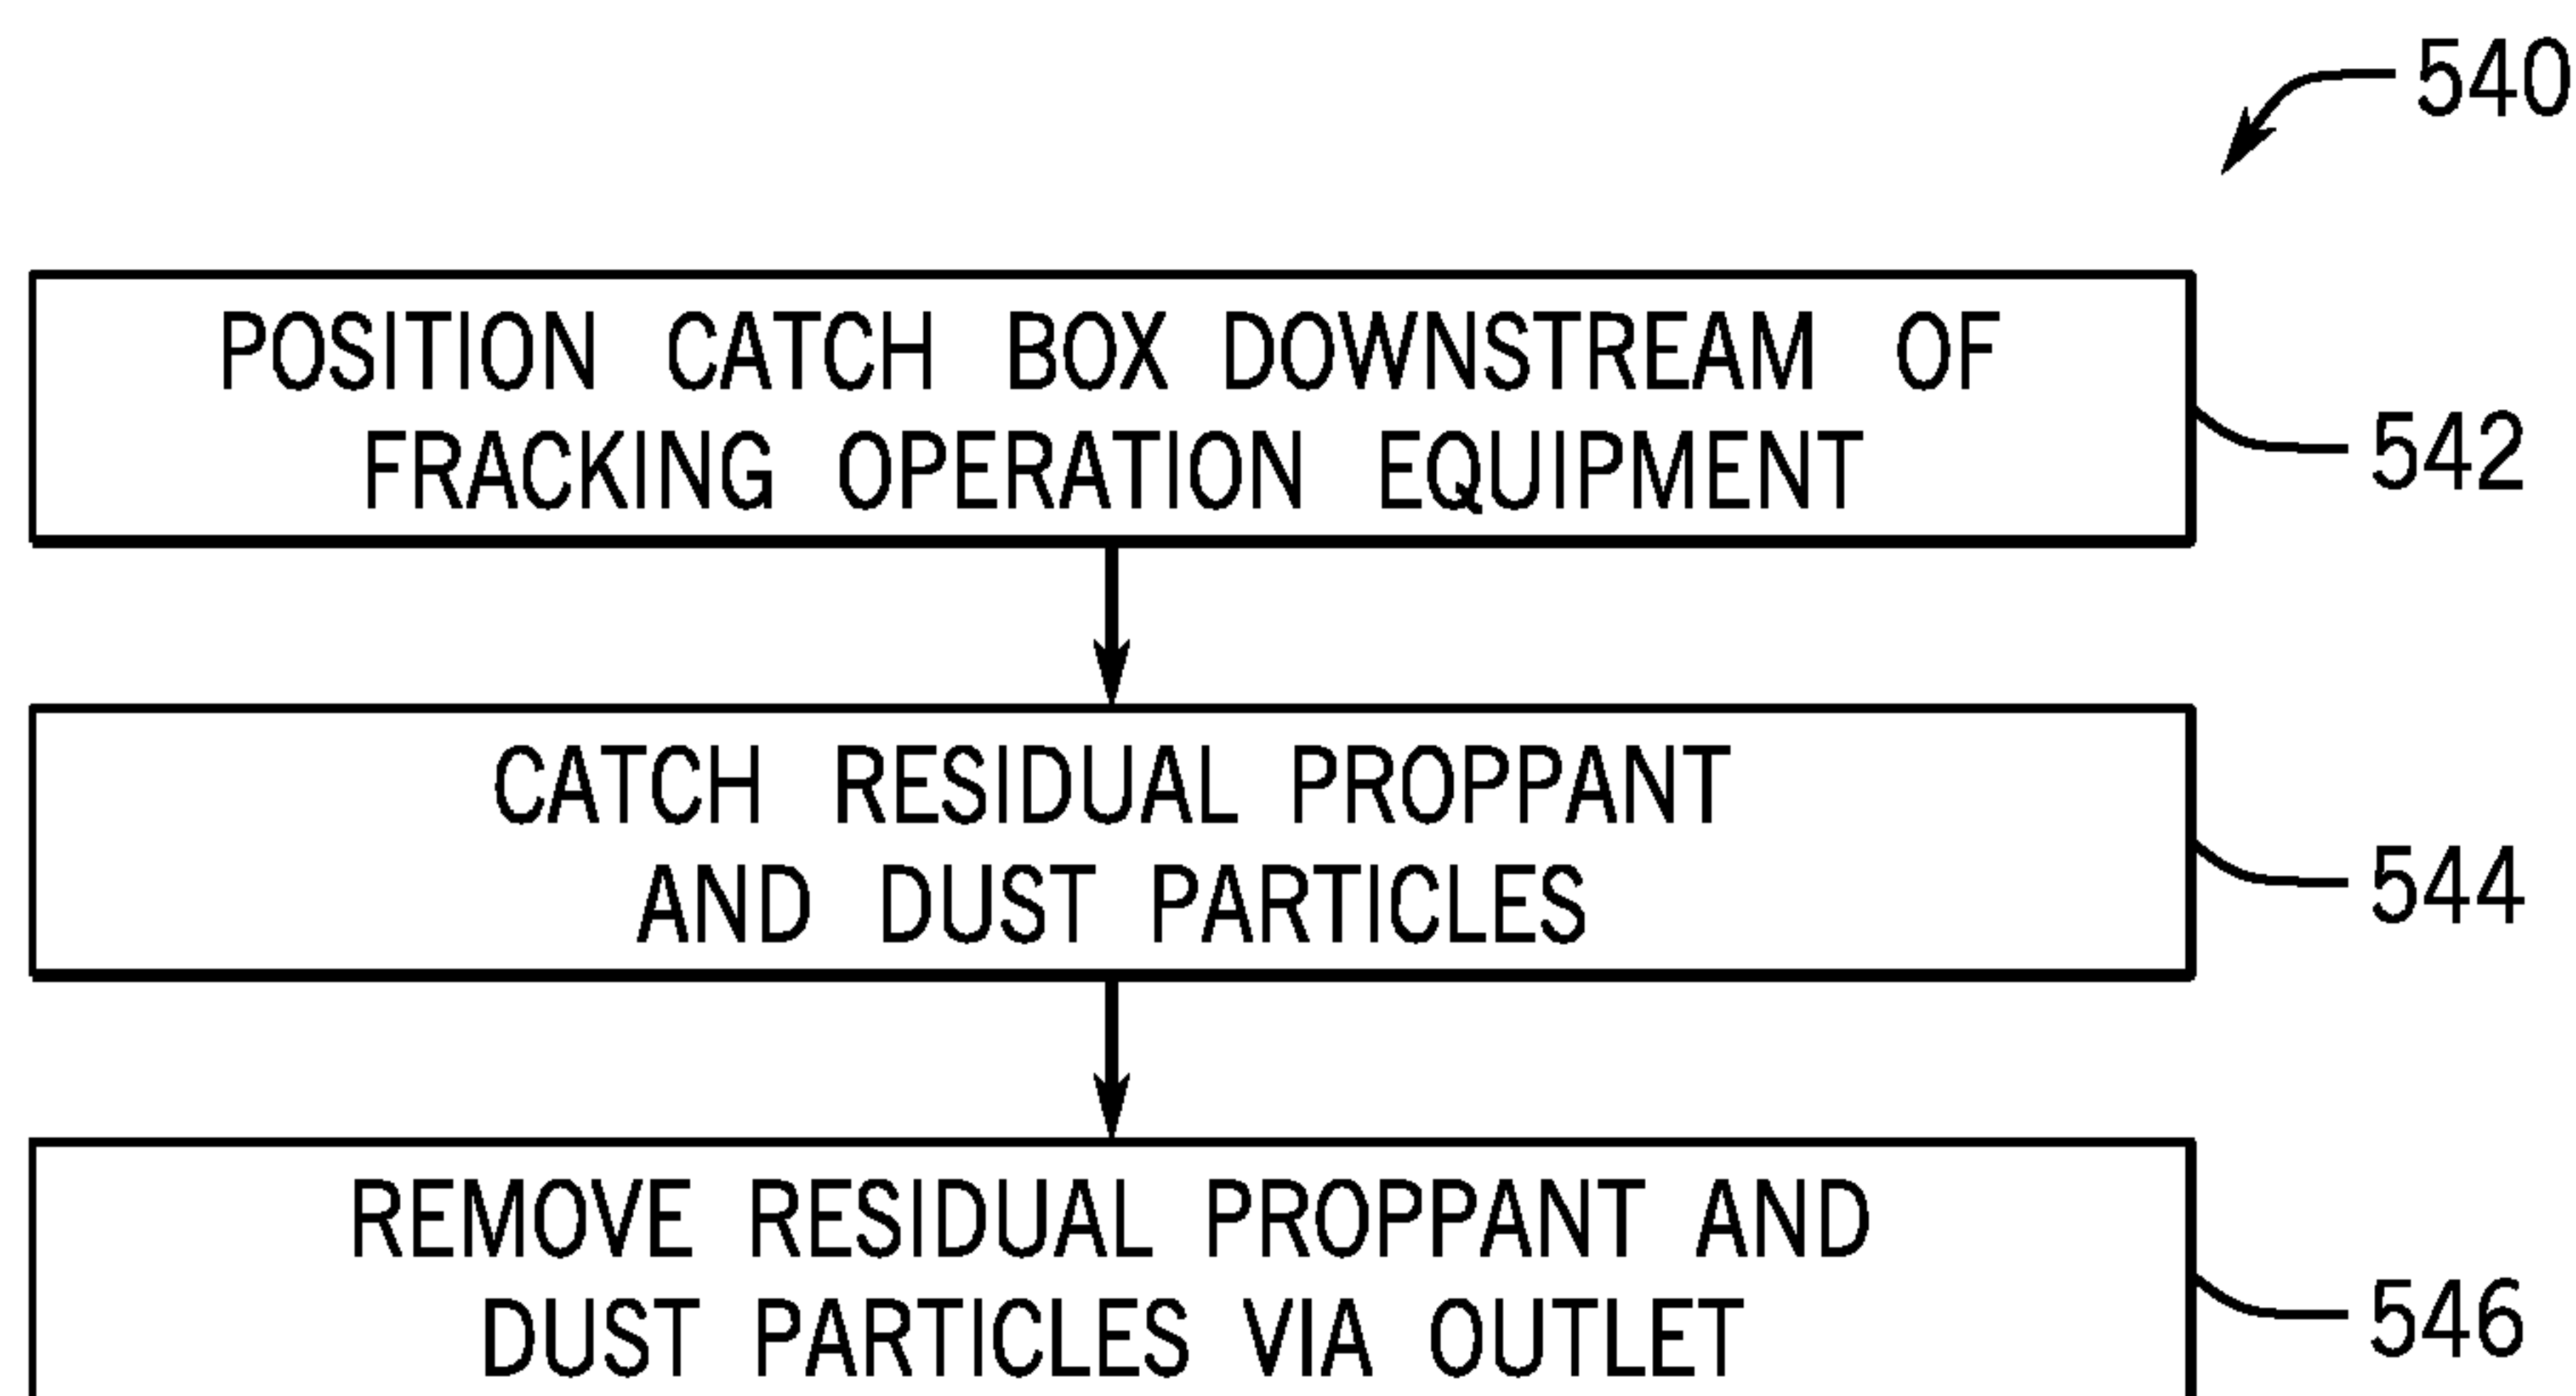 540
POSITION CATCH BOX DOWNSTREAM OF
FRACKING OPERATION EQUIPMENT
542
CATCH RESIDUAL PROPPANT
AND DUST PARTICLES
544
REMOVE RESIDUAL PROPPANT AND
DUST PARTICLES VIA OUTLET
546